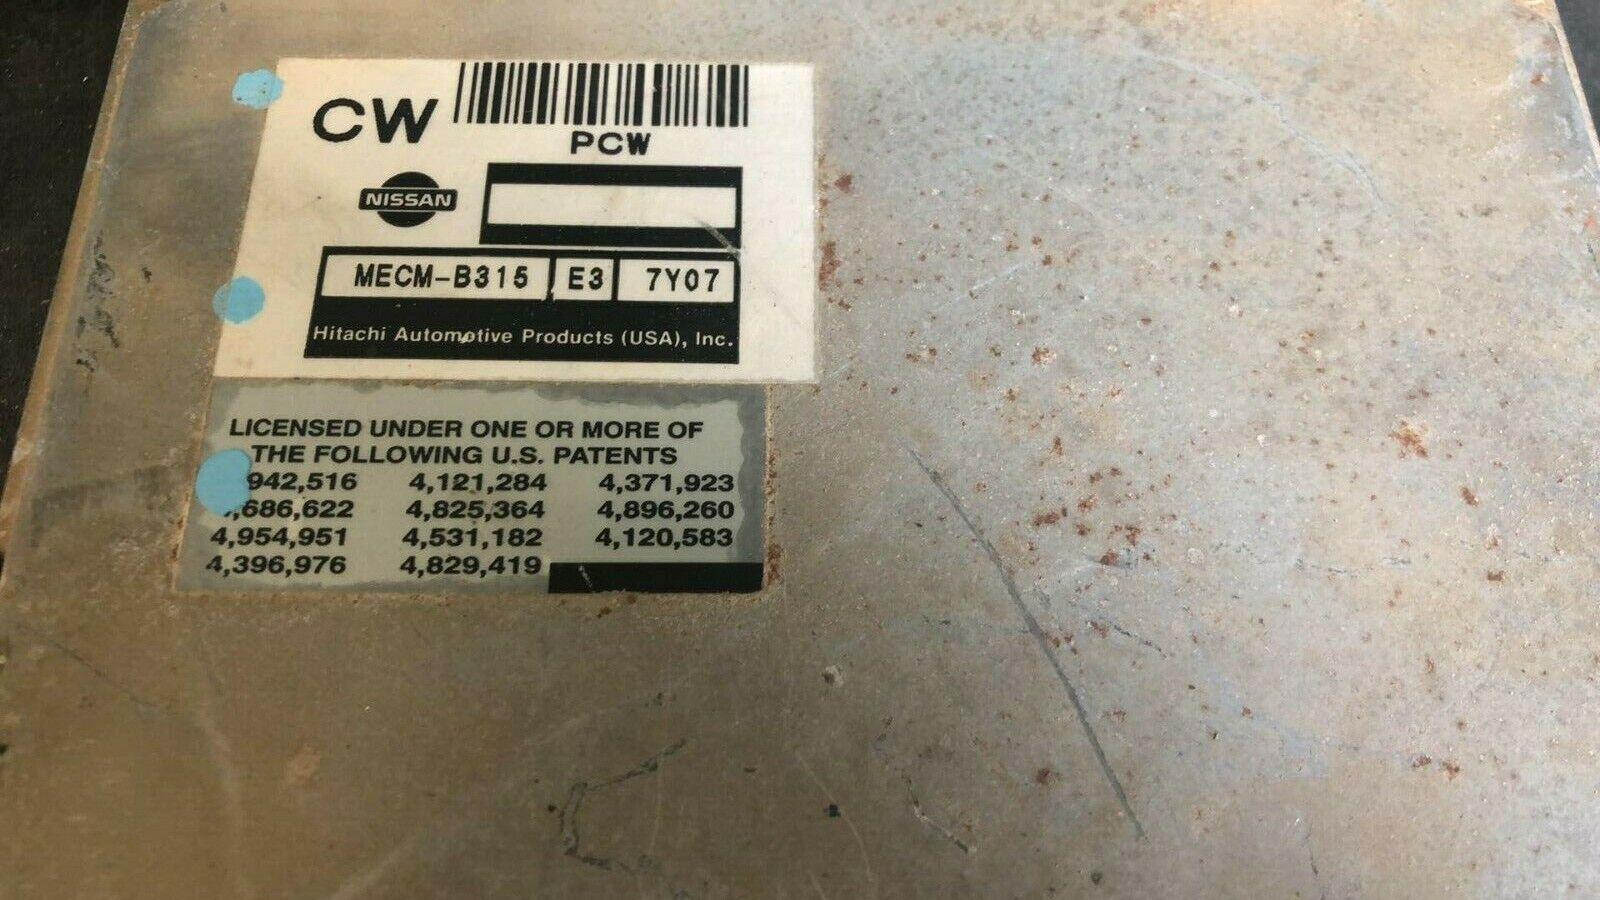 CW
PCW
NISSAN
MECM-B315 E3 7Y07
Hitachi Automotive Products (USA), Inc.
LICENSED UNDER ONE OR MORE OF
THE FOLLOWING U.S. PATENTS
4,121,284 4,371,923
4,825,364 4,896,260
4,954,951 4,531,182 4,120,583
4,396,976 4,829,419